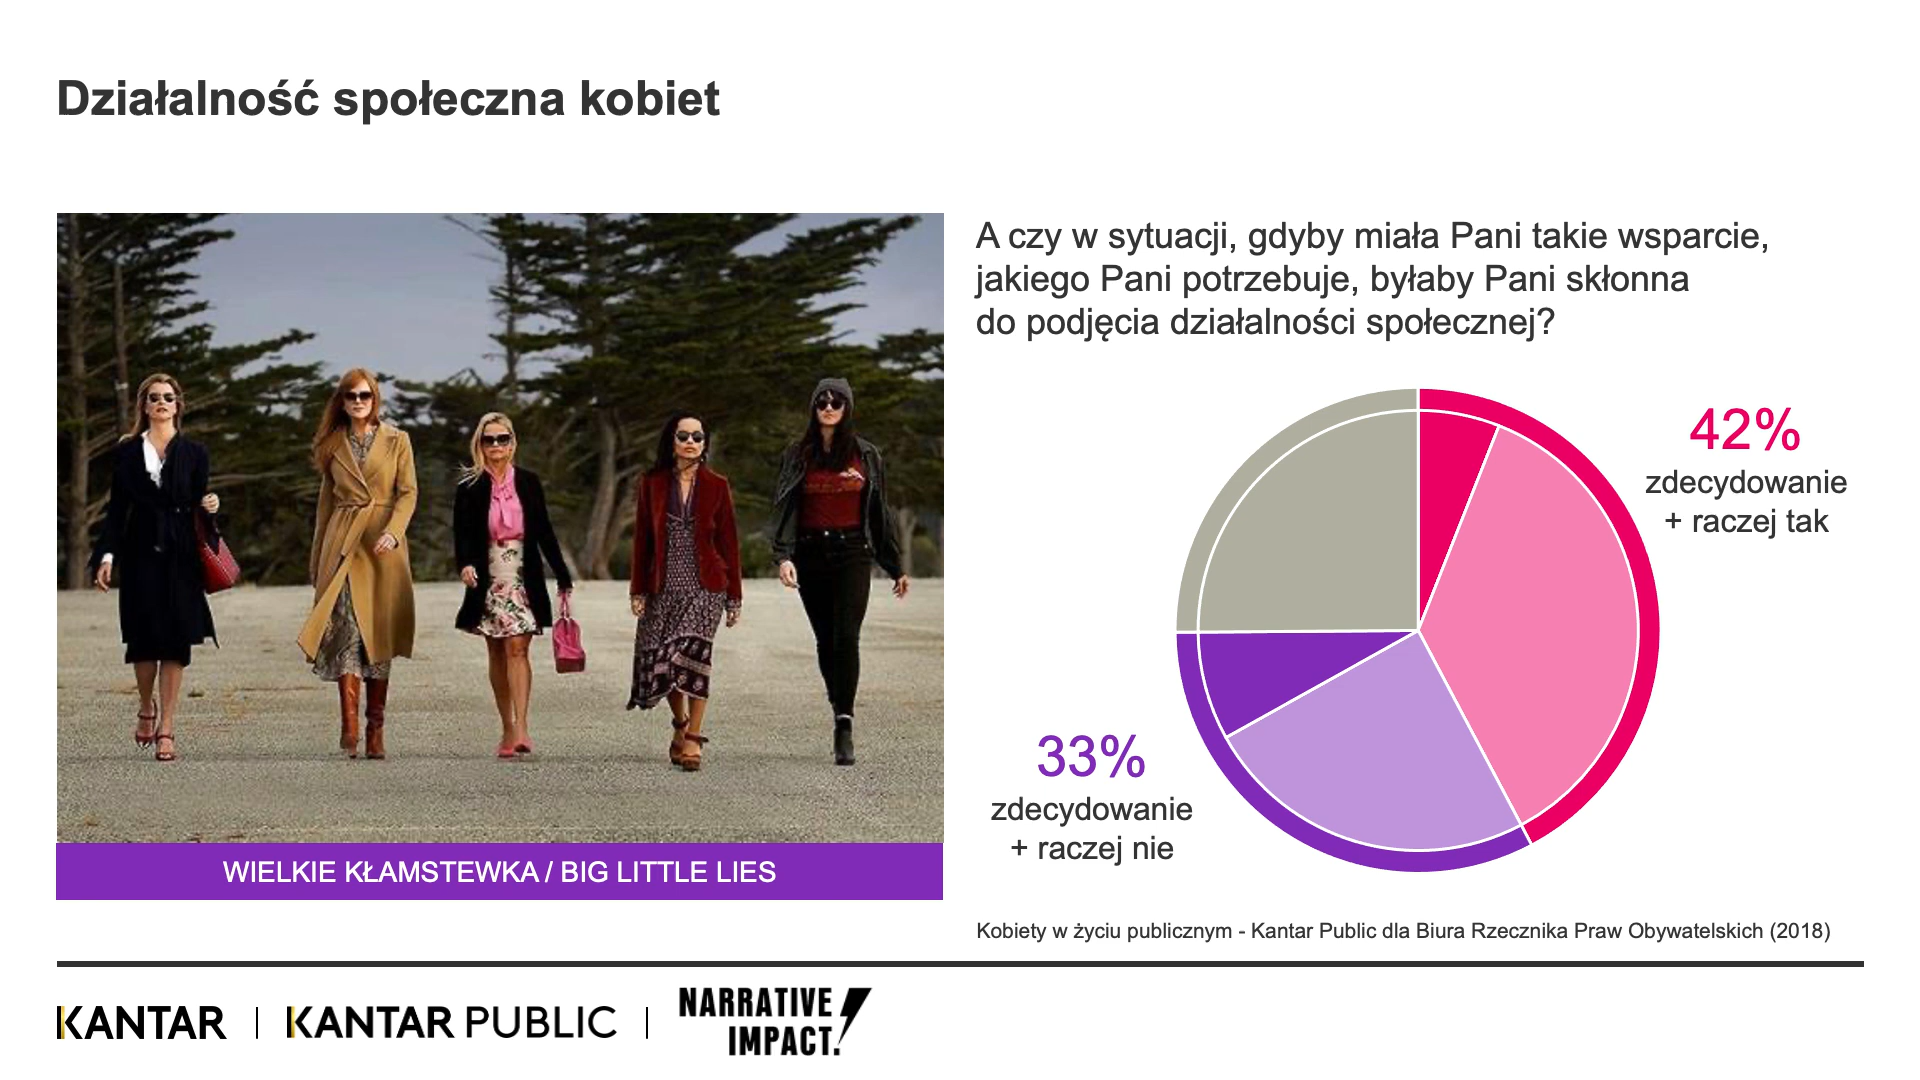 Działalność społeczna kobiet
A czy w sytuacji, gdyby miała Pani takie wsparcie,
jakiego Pani potrzebuje, byłaby Pani skłonna
do podjęcia działalności społecznej?
42%
zdecydowanie
+ raczej tak
33%
zdecydowanie
+ raczej nie
WIELKIE KŁAMSTEWKA / BIG LITTLE LIES
Kobiety w życiu publicznym - Kantar Public dla Biura Rzecznika Praw Obywatelskich (2018)
KANTAR | KANTAR PUBLIC | NARRATIVE
IMPACT!